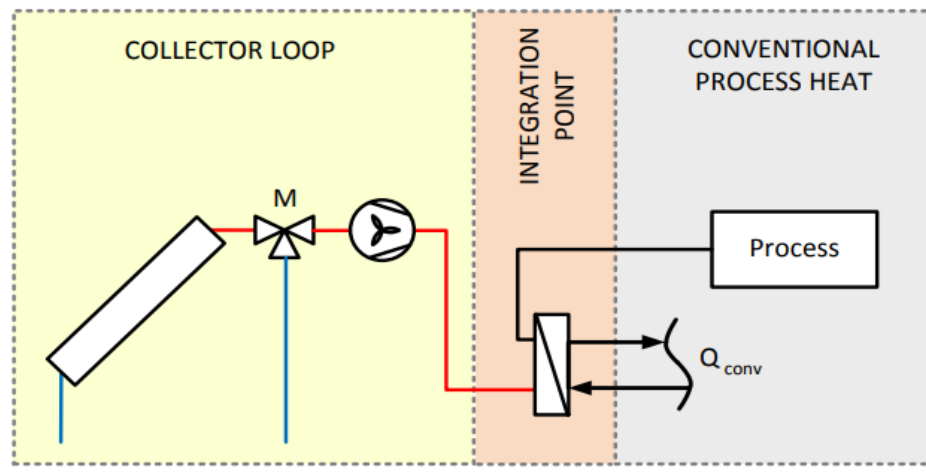 COLLECTOR LOOP
INTEGRATION
POINT
CONVENTIONAL
PROCESS HEAT
M
Process
Q conv